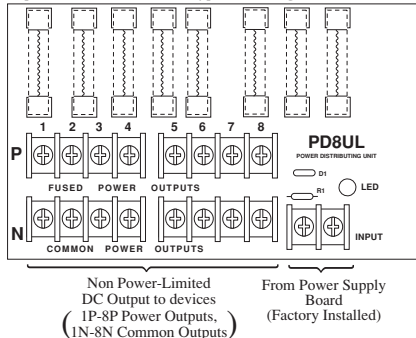 1 2 3 4 5 6 7 8
P
PD8UL
POWER DISTRIBUTING UNIT
D1
FUSED POWER OUTPUTS
R1
LED
N
INPUT
COMMON POWER OUTPUTS
Non Power-Limited
DC Output to devices
(1P-8P Power Outputs,
1N-8N Common Outputs)
From Power Supply
Board
(Factory Installed)